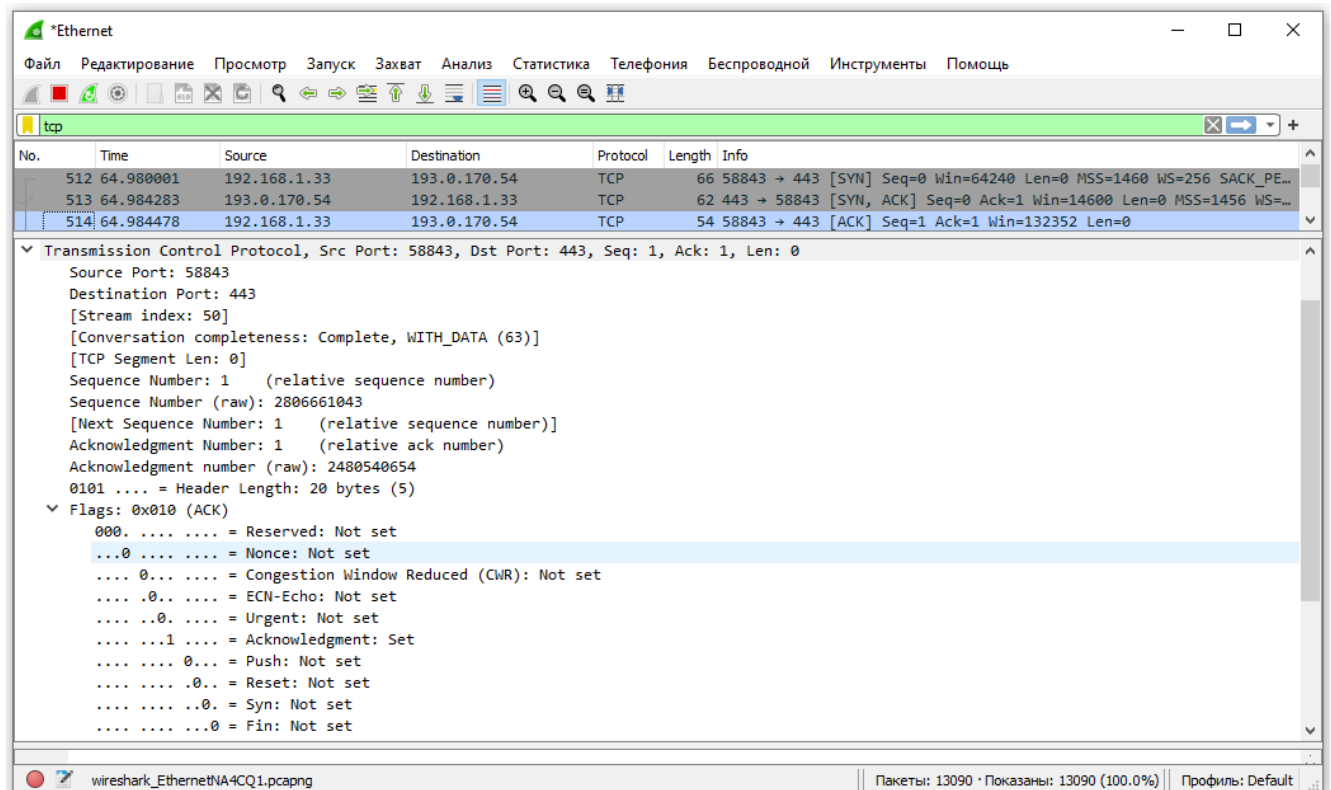 *Ethernet
Файл Редактирование Просмотр Запуск Захват Анализ Статистика Телефония Беспроводной Инструменты Помощь
tcp
No. Time Source Destination Protocol Length Info
512 64.980001 192.168.1.33 193.0.170.54 TCP 66 58843 → 443 [SYN] Seq=0 Win=64240 Len=0 MSS=1460 WS=256 SACK_PE…
513 64.984283 193.0.170.54 192.168.1.33 TCP 62 443 → 58843 [SYN, ACK] Seq=0 Ack=1 Win=14600 Len=0 MSS=1456 WS=…
514 64.984478 192.168.1.33 193.0.170.54 TCP 54 58843 → 443 [ACK] Seq=1 Ack=1 Win=132352 Len=0
Transmission Control Protocol, Src Port: 58843, Dst Port: 443, Seq: 1, Ack: 1, Len: 0
Source Port: 58843
Destination Port: 443
[Stream index: 50]
[Conversation completeness: Complete, WITH_DATA (63)]
[TCP Segment Len: 0]
Sequence Number: 1    (relative sequence number)
Sequence Number (raw): 2806661043
[Next Sequence Number: 1    (relative sequence number)]
Acknowledgment Number: 1    (relative ack number)
Acknowledgment number (raw): 2480540654
0101 .... = Header Length: 20 bytes (5)
Flags: 0x010 (ACK)
000. .... .... = Reserved: Not set
...0 .... .... = Nonce: Not set
.... 0... .... = Congestion Window Reduced (CWR): Not set
.... .0.. .... = ECN-Echo: Not set
.... ..0. .... = Urgent: Not set
.... ...1 .... = Acknowledgment: Set
.... .... 0... = Push: Not set
.... .... .0.. = Reset: Not set
.... .... ..0. = Syn: Not set
.... .... ...0 = Fin: Not set
wireshark_EthernetNA4CQ1.pcapng Пакеты: 13090 · Показаны: 13090 (100.0%) Профиль: Default